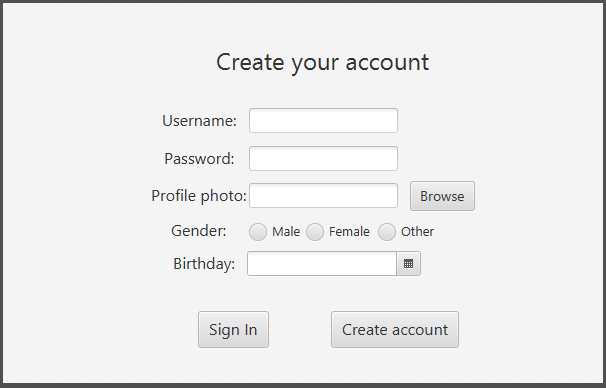 Create your account
Username:
Password:
Profile photo: Browse
Gender: Male Female Other
Birthday:
Sign In Create account